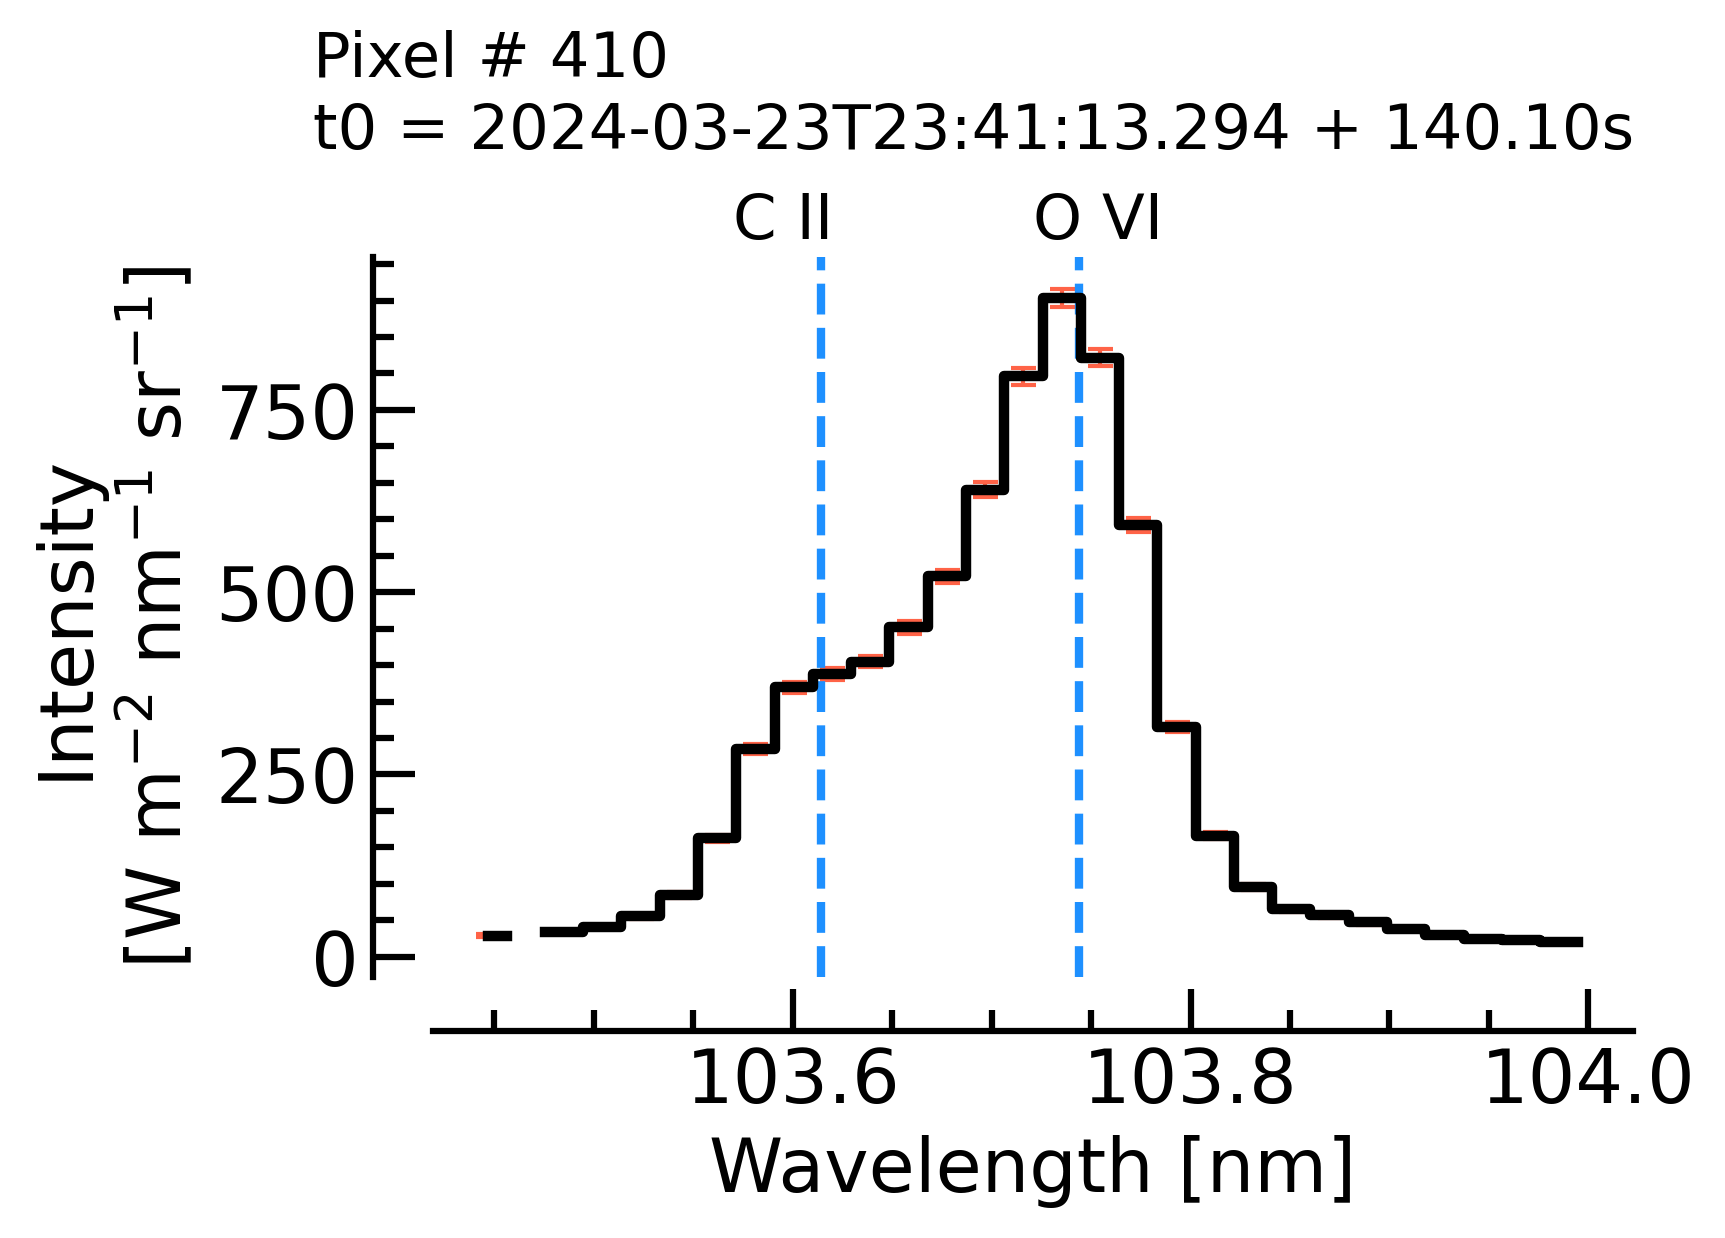 Pixel # 410
t0 = 2024-03-23T23:41:13.294 + 140.10s
C II
O VI
Intensity
[W m⁻² nm⁻¹ sr⁻¹]
750
500
250
0
103.6
103.8
104.0
Wavelength [nm]